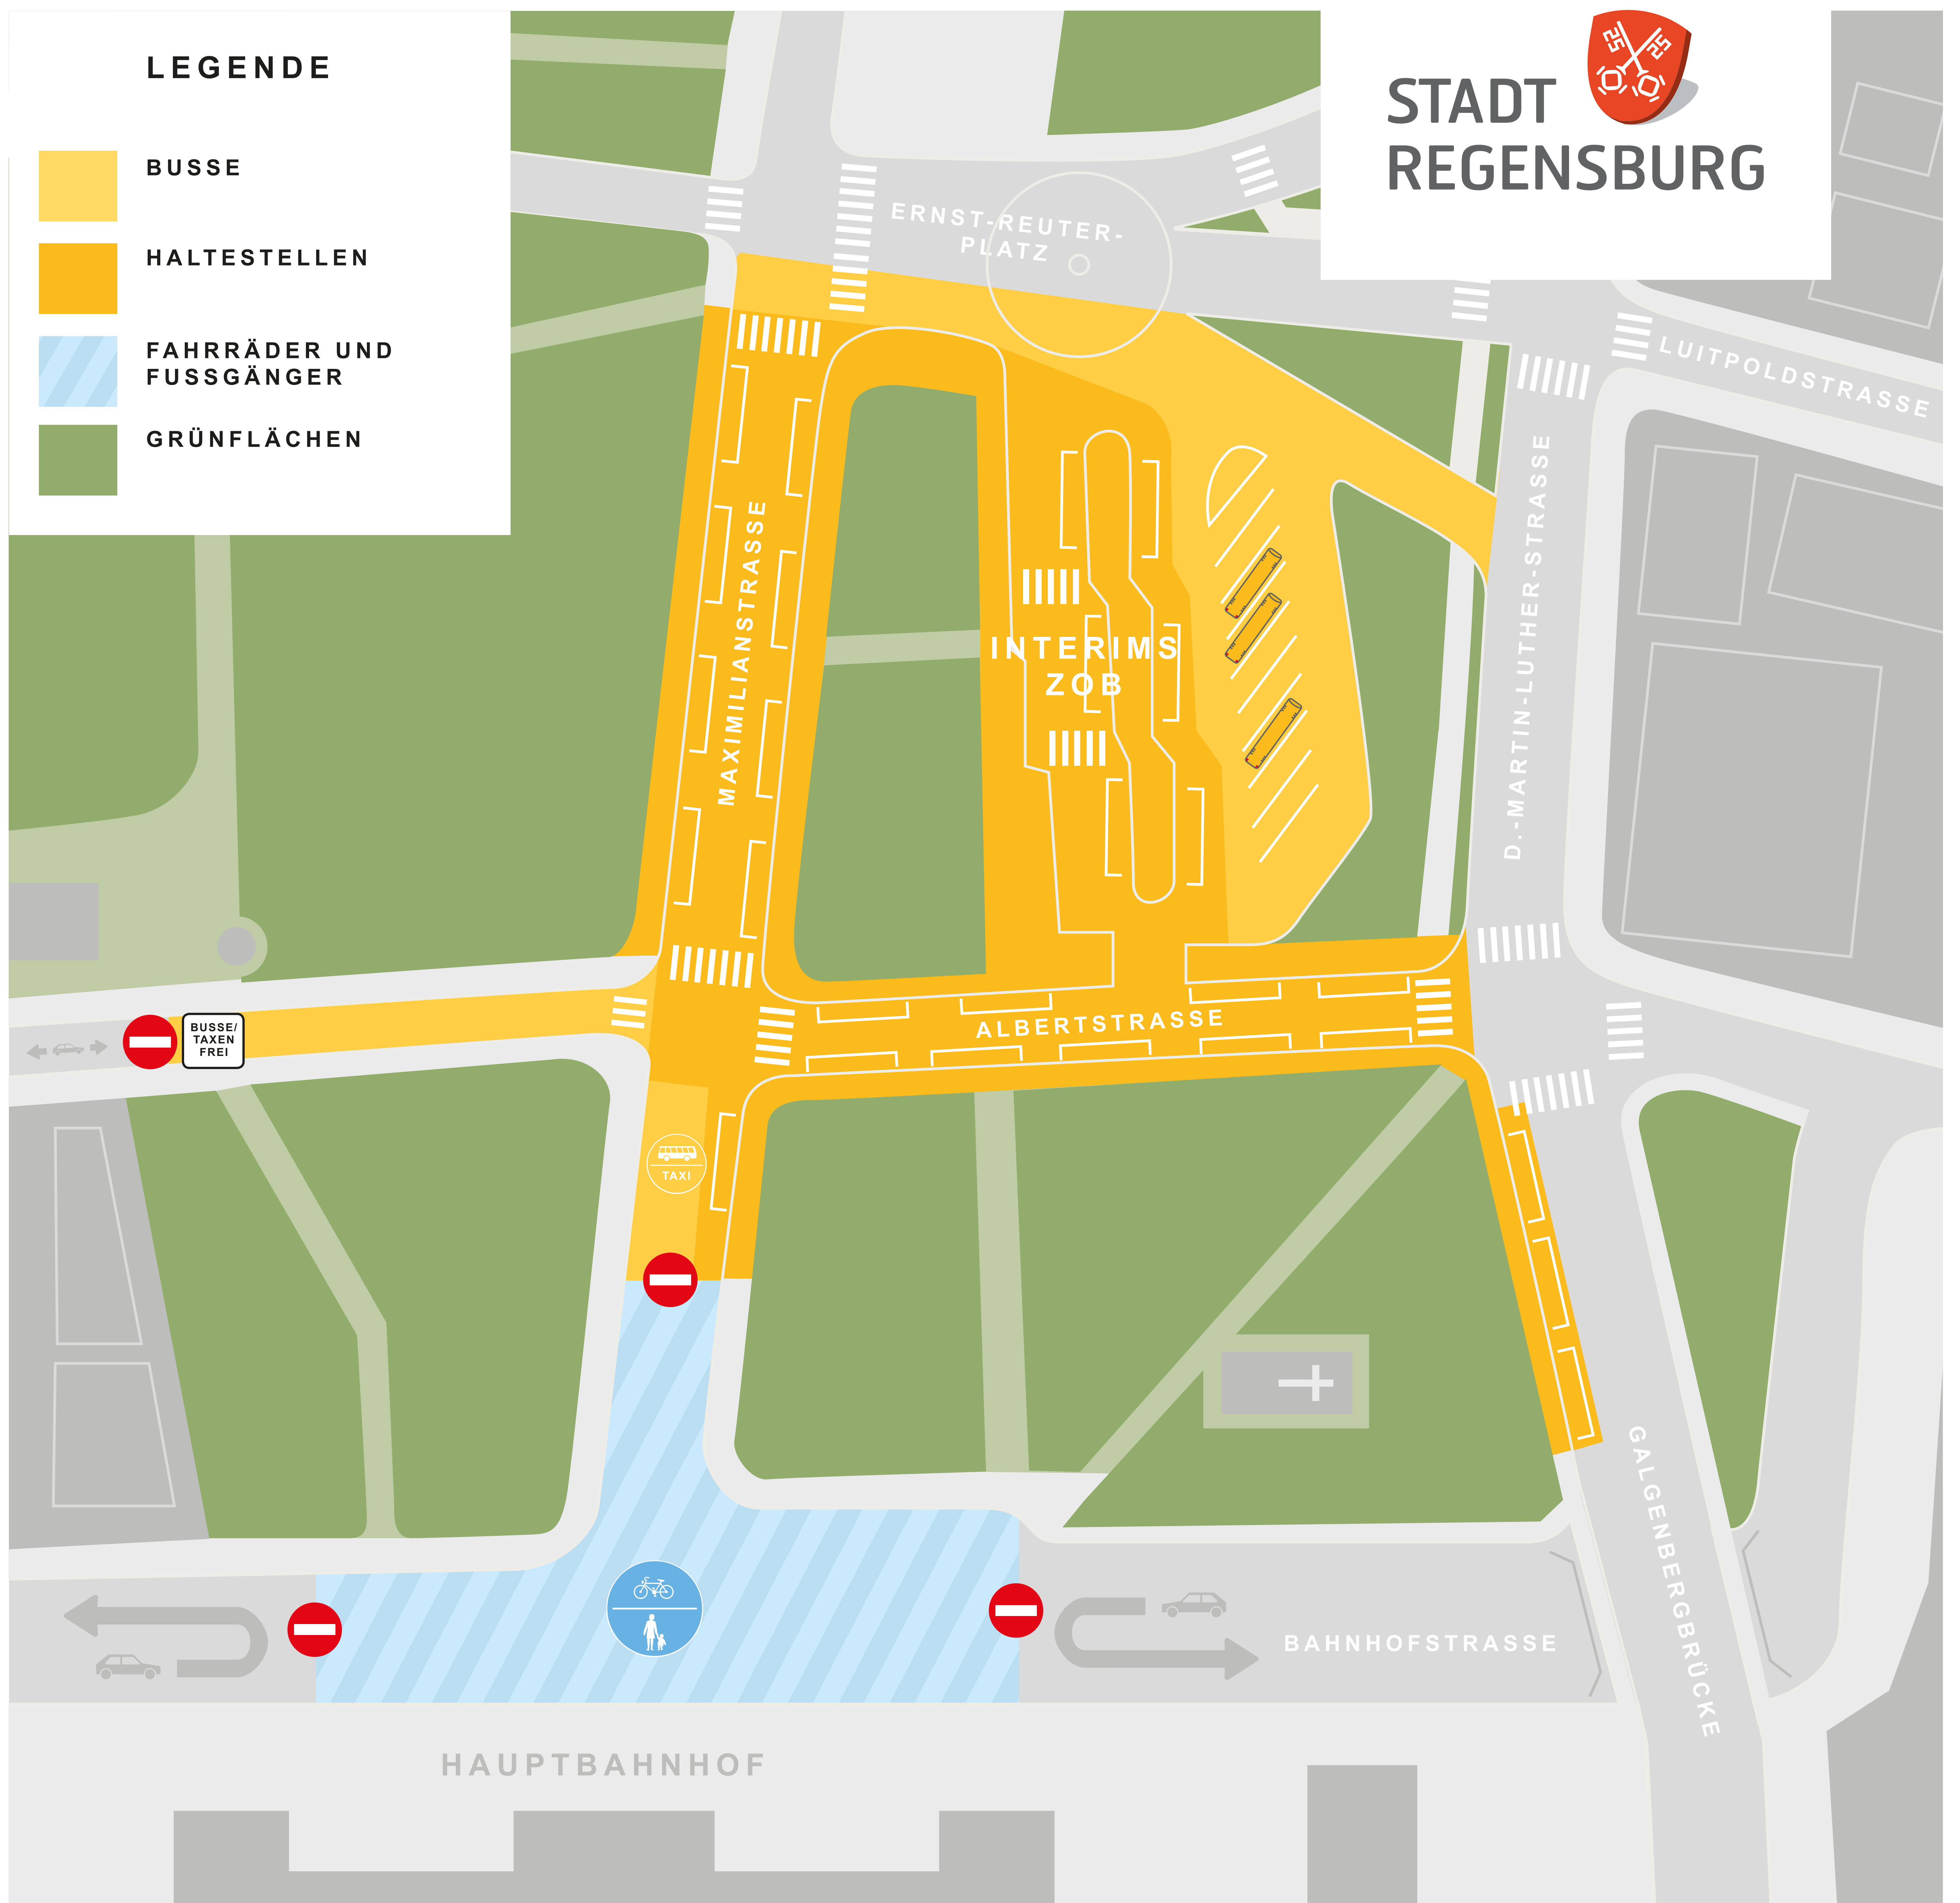 LEGENDE
BUSSE
HALTESTELLEN
FAHRRÄDER UND
FUSSGÄNGER
GRÜNFLÄCHEN
STADT
REGENSBURG
ERNST-REUTER-
PLATZ
LUITPOLDSTRASSE
MAXIMILIANSTRASSE
INTERIMS
ZOB
D.-MARTIN-LUTHER-STRASSE
ALBERTSTRASSE
BUSSE/
TAXEN
FREI
TAXI
GALGENBERGBRÜCKE
BAHNHOFSTRASSE
HAUPTBAHNHOF